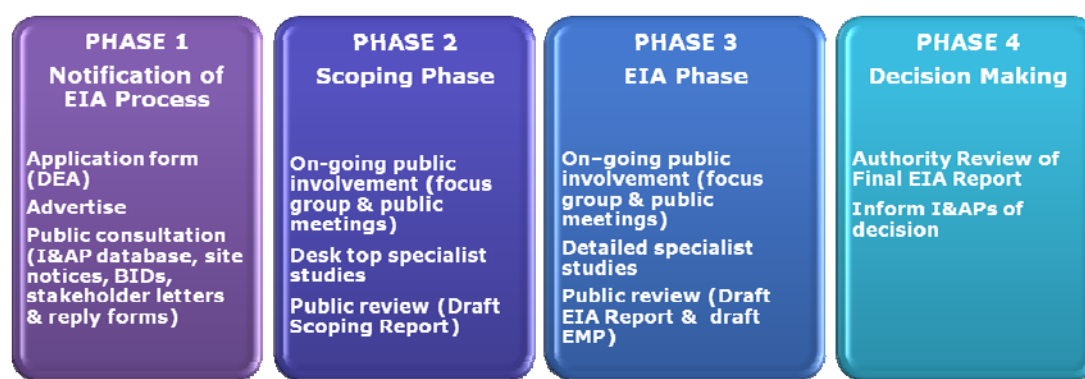 PHASE 1
Notification of
EIA Process
Application form
(DEA)
Advertise
Public consultation
(I&AP database, site
notices, BIDs,
stakeholder letters
& reply forms)
PHASE 2
Scoping Phase
On-going public
involvement (focus
group & public
meetings)
Desk top specialist
studies
Public review (Draft
Scoping Report)
PHASE 3
EIA Phase
On–going public
involvement (focus
group & public
meetings)
Detailed specialist
studies
Public review (Draft
EIA Report & draft
EMP)
PHASE 4
Decision Making
Authority Review of
Final EIA Report
Inform I&APs of
decision